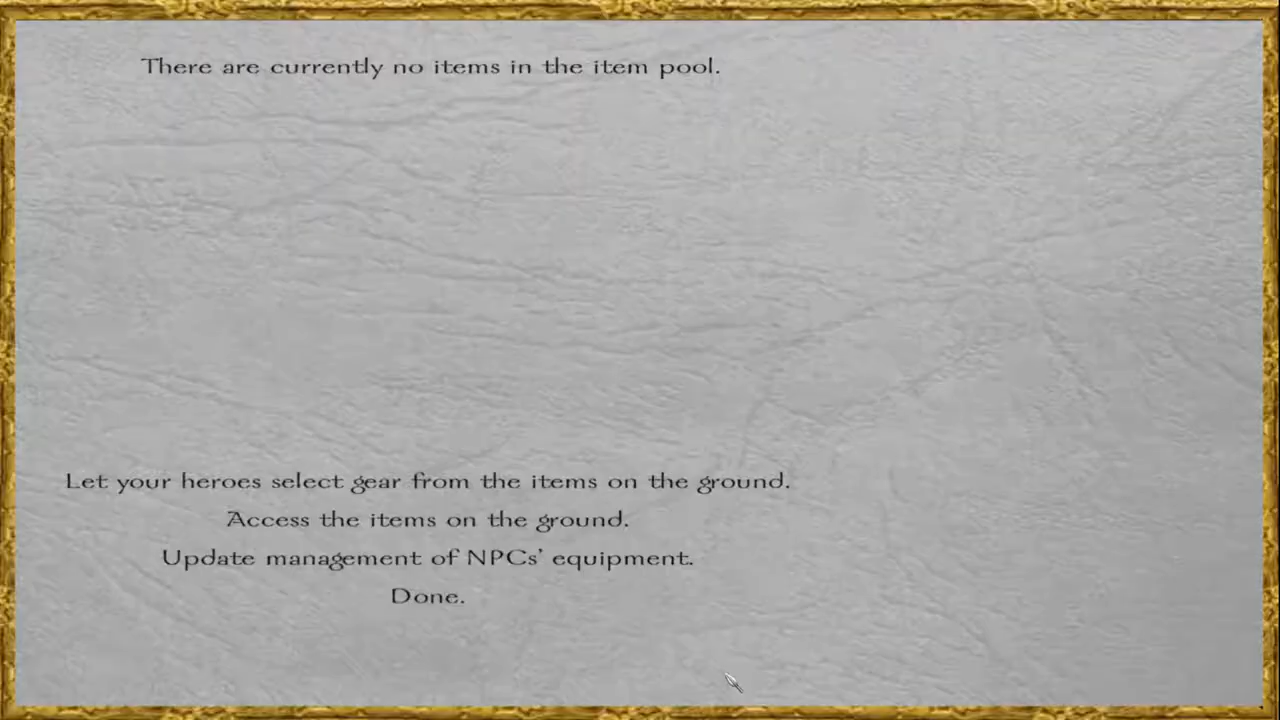 There are currently no items in the item pool.
Let your heroes select gear from the items on the ground.
Access the items on the ground.
Update management of NPCs' equipment.
Done.